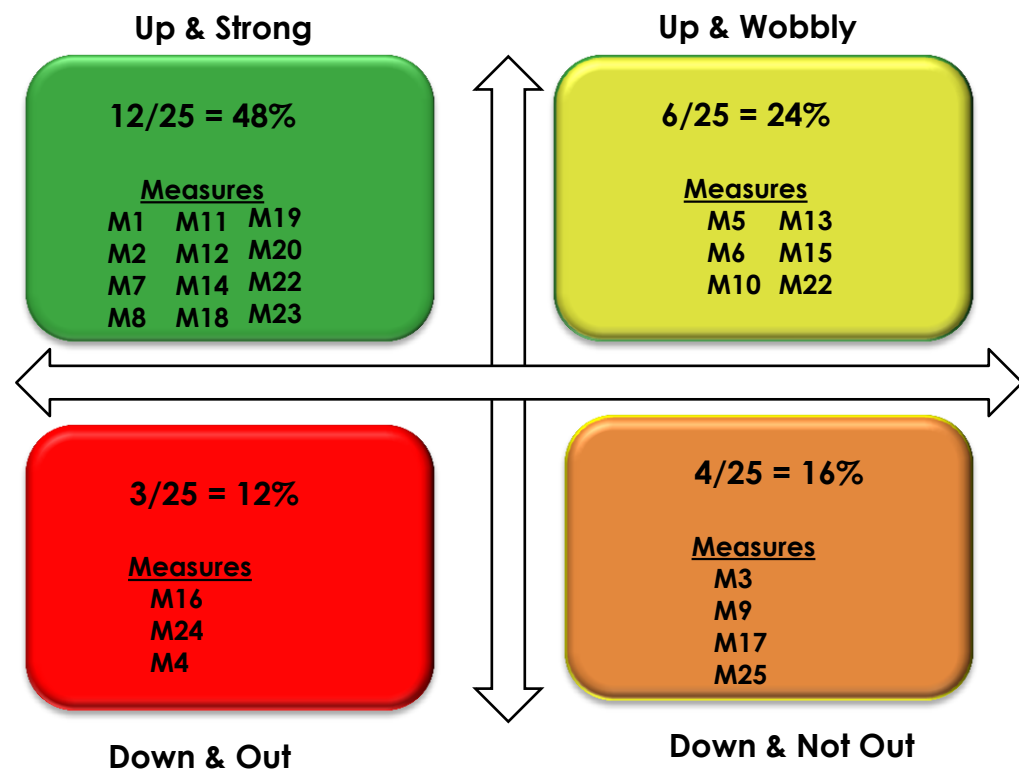 Up & Strong
12/25 = 48%
Measures
M1 M11 M19
M2 M12 M20
M7 M14 M22
M8 M18 M23
Up & Wobbly
6/25 = 24%
Measures
M5 M13
M6 M15
M10 M22
3/25 = 12%
Measures
M16
M24
M4
Down & Out
4/25 = 16%
Measures
M3
M9
M17
M25
Down & Not Out